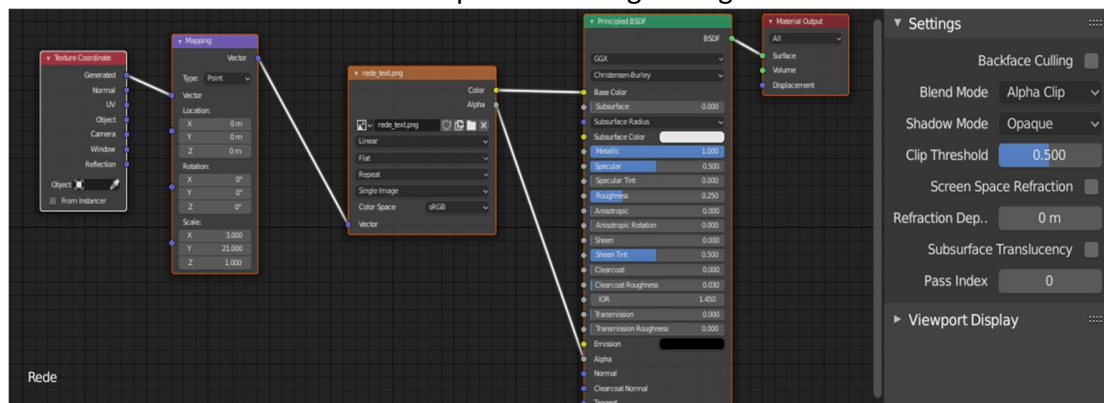 Texture Coordinate
Generated
Normal
UV
Object
Camera
Window
Reflection
Object
From Instancer
Mapping
Vector
Type: Point
Vector
Location:
X 0 m
Y 0 m
Z 0 m
Rotation:
X 0°
Y 0°
Z 0°
Scale:
X 3.000
Y 21.000
Z 1.000
rede_text.png
Color
Alpha
rede_text.png
Linear
Flat
Repeat
Single Image
Color Space sRGB
Vector
Principled BSDF
BSDF
GGX
Christensen-Burley
Base Color
Subsurface 0.000
Subsurface Radius
Subsurface Color
Metallic 1.000
Specular 0.500
Specular Tint 0.000
Roughness 0.250
Anisotropic 0.000
Anisotropic Rotation 0.000
Sheen 0.000
Sheen Tint 0.500
Clearcoat 0.000
Clearcoat Roughness 0.030
IOR 1.450
Transmission 0.000
Transmission Roughness 0.000
Emission
Alpha
Normal
Clearcoat Normal
Material Output
All
Surface
Volume
Displacement
Rede
Settings
Backface Culling
Blend Mode Alpha Clip
Shadow Mode Opaque
Clip Threshold 0.500
Screen Space Refraction
Refraction Dep.. 0 m
Subsurface Translucency
Pass Index 0
Viewport Display